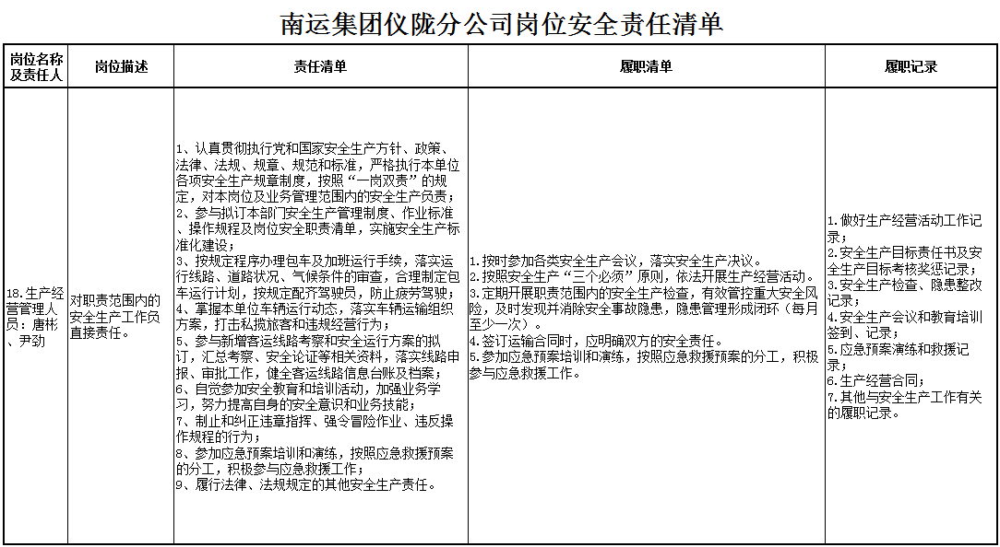 南运集团仪陇分公司岗位安全责任清单
岗位名称
及责任人
岗位描述
责任清单
履职清单
履职记录
18.生产经
营管理人
员：唐彬
、尹劲
对职责范围内的
安全生产工作负
直接责任。
1、认真贯彻执行党和国家安全生产方针、政策、
法律、法规、规章、规范和标准，严格执行本单位
各项安全生产规章制度，按照“一岗双责”的规
定，对本岗位及业务管理范围内的安全生产负责；
2、参与拟订本部门安全生产管理制度、作业标准
、操作规程及岗位安全职责清单，实施安全生产标
准化建设；
3、按规定程序办理包车及加班运行手续，落实运
行线路、道路状况、气候条件的审查，合理制定包
车运行计划，按规定配齐驾驶员，防止疲劳驾驶；
4、掌握本单位车辆运行动态，落实车辆运输组织
方案，打击私揽旅客和违规经营行为；
5、参与新增客运线路考察和安全运行方案的拟
订，汇总考察、安全论证等相关资料，落实线路申
报、审批工作，健全客运线路信息台账及档案；
6、自觉参加安全教育和培训活动，加强业务学
习，努力提高自身的安全意识和业务技能；
7、制止和纠正违章指挥、强令冒险作业、违反操
作规程的行为；
8、参加应急预案培训和演练，按照应急救援预案
的分工，积极参与应急救援工作；
9、履行法律、法规规定的其他安全生产责任。
1.按时参加各类安全生产会议，落实安全生产决议。
2.按照安全生产“三个必须”原则，依法开展生产经营活动。
3.定期开展职责范围内的安全生产检查，有效管控重大安全风
险，及时发现并消除安全事故隐患，隐患管理形成闭环（每月
至少一次）。
4.签订运输合同时，应明确双方的安全责任。
5.参加应急预案培训和演练，按照应急救援预案的分工，积极
参与应急救援工作。
1.做好生产经营活动工作记
录；
2.安全生产目标责任书及安
全生产目标考核奖惩记录；
3.安全生产检查、隐患整改
记录；
4.安全生产会议和教育培训
签到、记录；
5.应急预案演练和救援记
录；
6.生产经营合同；
7.其他与安全生产工作有关
的履职记录。